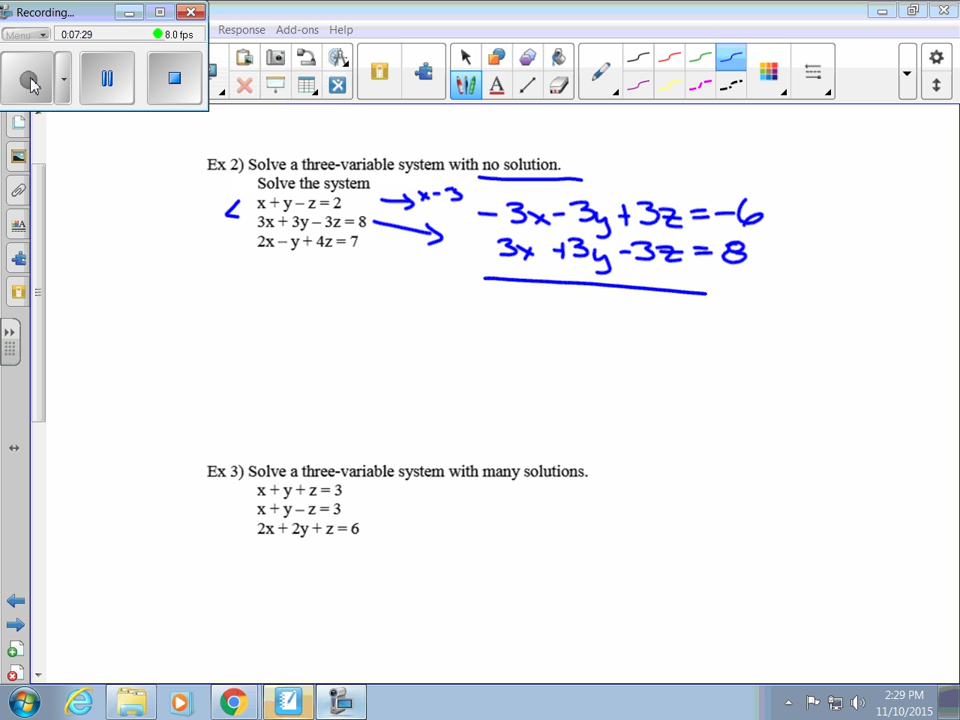 Recording...
Menu
0:07:29
8.0 fps
Response Add-ons Help
A
A
Ex 2) Solve a three-variable system with no solution.
Solve the system
x + y – z = 2
3x + 3y – 3z = 8
2x – y + 4z = 7
x-3
-3x-3y+3z=-6
3x +3y-3z=8
Ex 3) Solve a three-variable system with many solutions.
x + y + z = 3
x + y – z = 3
2x + 2y + z = 6
2:29 PM
11/10/2015